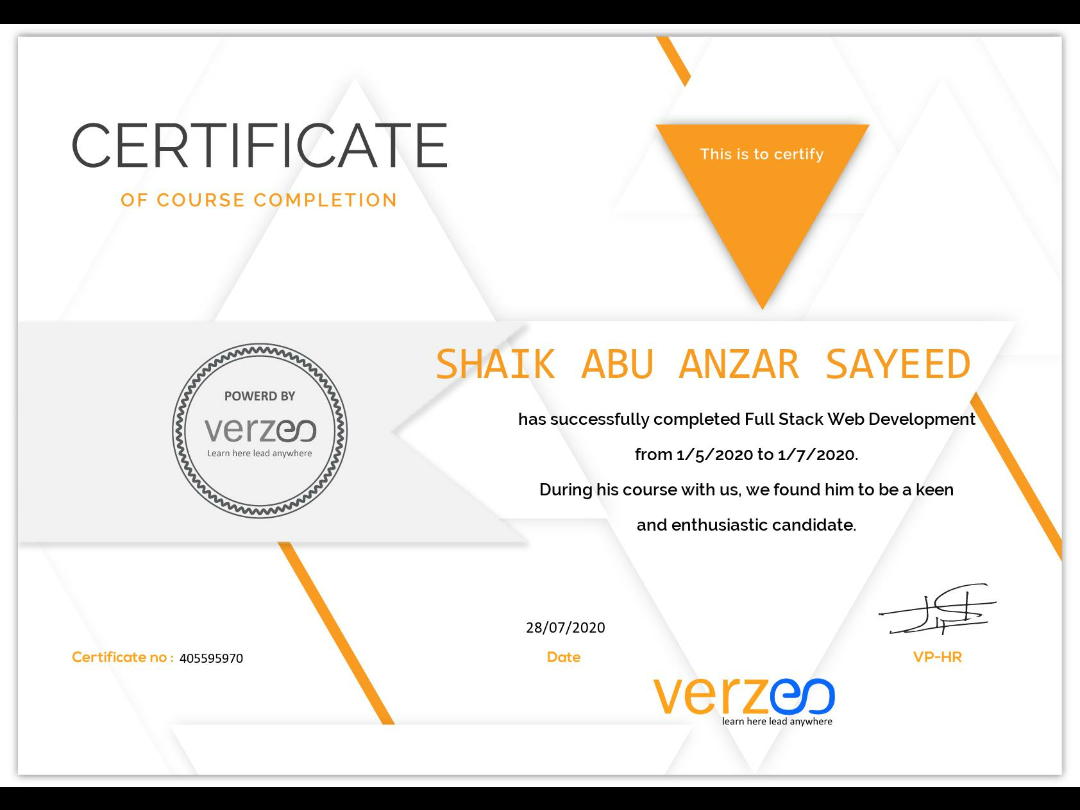 CERTIFICATE
OF COURSE COMPLETION
This is to certify
SHAIK ABU ANZAR SAYEED
POWERD BY
verzeo
Learn here lead anywhere
has successfully completed Full Stack Web Development
from 1/5/2020 to 1/7/2020.
During his course with us, we found him to be a keen
and enthusiastic candidate.
28/07/2020
Certificate no : 405595970
Date
VP-HR
verzeo
learn here lead anywhere